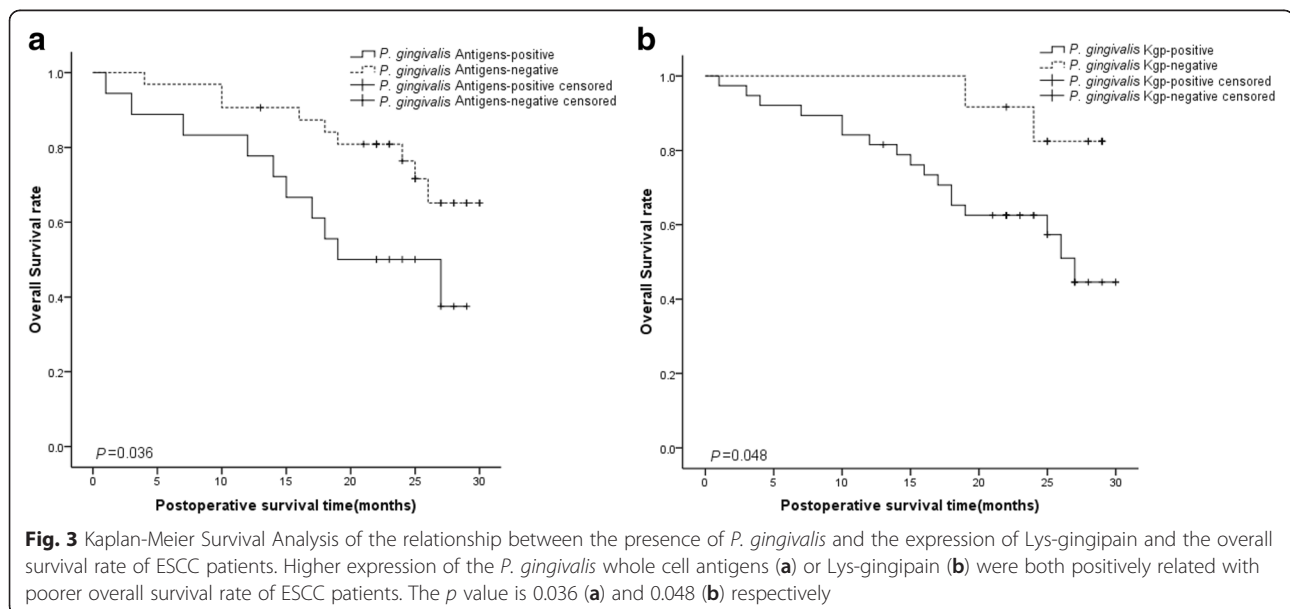 a
P. gingivalis Antigens-positive
P. gingivalis Antigens-negative
P. gingivalis Antigens-positive censored
P. gingivalis Antigens-negative censored
1.0
0.8
0.6
0.4
0.2
0.0
Overall Survival rate
P=0.036
0 5 10 15 20 25 30
Postoperative survival time(months)
b
P. gingivalis Kgp-positive
P. gingivalis Kgp-negative
P. gingivalis Kgp-positive censored
P. gingivalis Kgp-negative censored
1.0
0.8
0.6
0.4
0.2
0.0
Overall Survival rate
P=0.048
0 5 10 15 20 25 30
Postoperative survival time(months)
Fig. 3 Kaplan-Meier Survival Analysis of the relationship between the presence of P. gingivalis and the expression of Lys-gingipain and the overall
survival rate of ESCC patients. Higher expression of the P. gingivalis whole cell antigens (a) or Lys-gingipain (b) were both positively related with
poorer overall survival rate of ESCC patients. The p value is 0.036 (a) and 0.048 (b) respectively